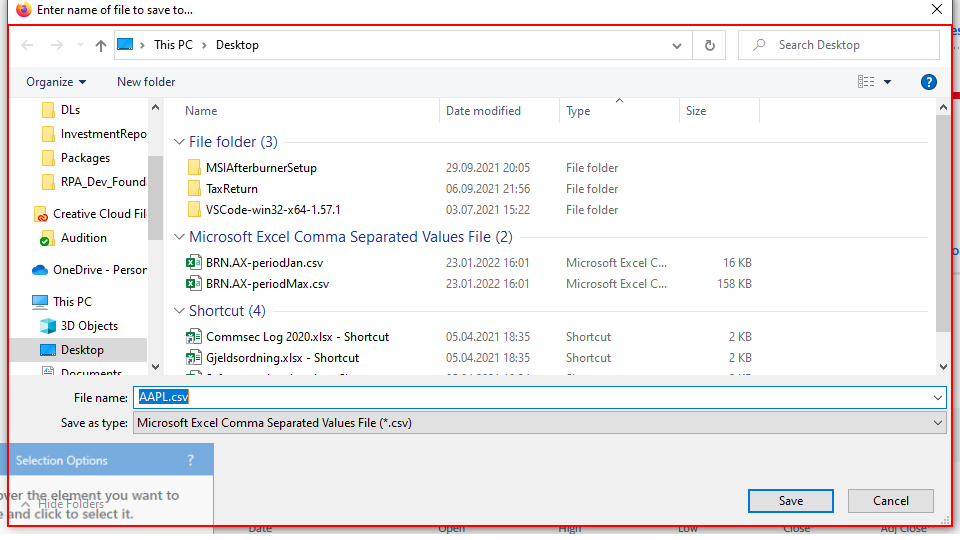 Enter name of file to save to...
This PC > Desktop
Search Desktop
Organize
New folder
?
Name Date modified Type Size
DLs
InvestmentRepo
Packages
RPA_Dev_Found
Creative Cloud Fil
Audition
OneDrive - Person
This PC
3D Objects
Desktop
Documents
File folder (3)
MSIAfterburnerSetup 29.09.2021 20:05 File folder
TaxReturn 06.09.2021 21:56 File folder
VSCode-win32-x64-1.57.1 03.07.2021 15:22 File folder
Microsoft Excel Comma Separated Values File (2)
BRN.AX-periodJan.csv 23.01.2022 16:01 Microsoft Excel C... 16 KB
BRN.AX-periodMax.csv 23.01.2022 16:01 Microsoft Excel C... 158 KB
Shortcut (4)
Commsec Log 2020.xlsx - Shortcut 05.04.2021 18:35 Shortcut 2 KB
Gjeldsordning.xlsx - Shortcut 05.04.2021 18:35 Shortcut 2 KB
File name: AAPL.csv
Save as type: Microsoft Excel Comma Separated Values File (*.csv)
Selection Options ?
over the element you want to
Hide Folders
e and click to select it.
Save Cancel
Date Open High Low Close Adj Close